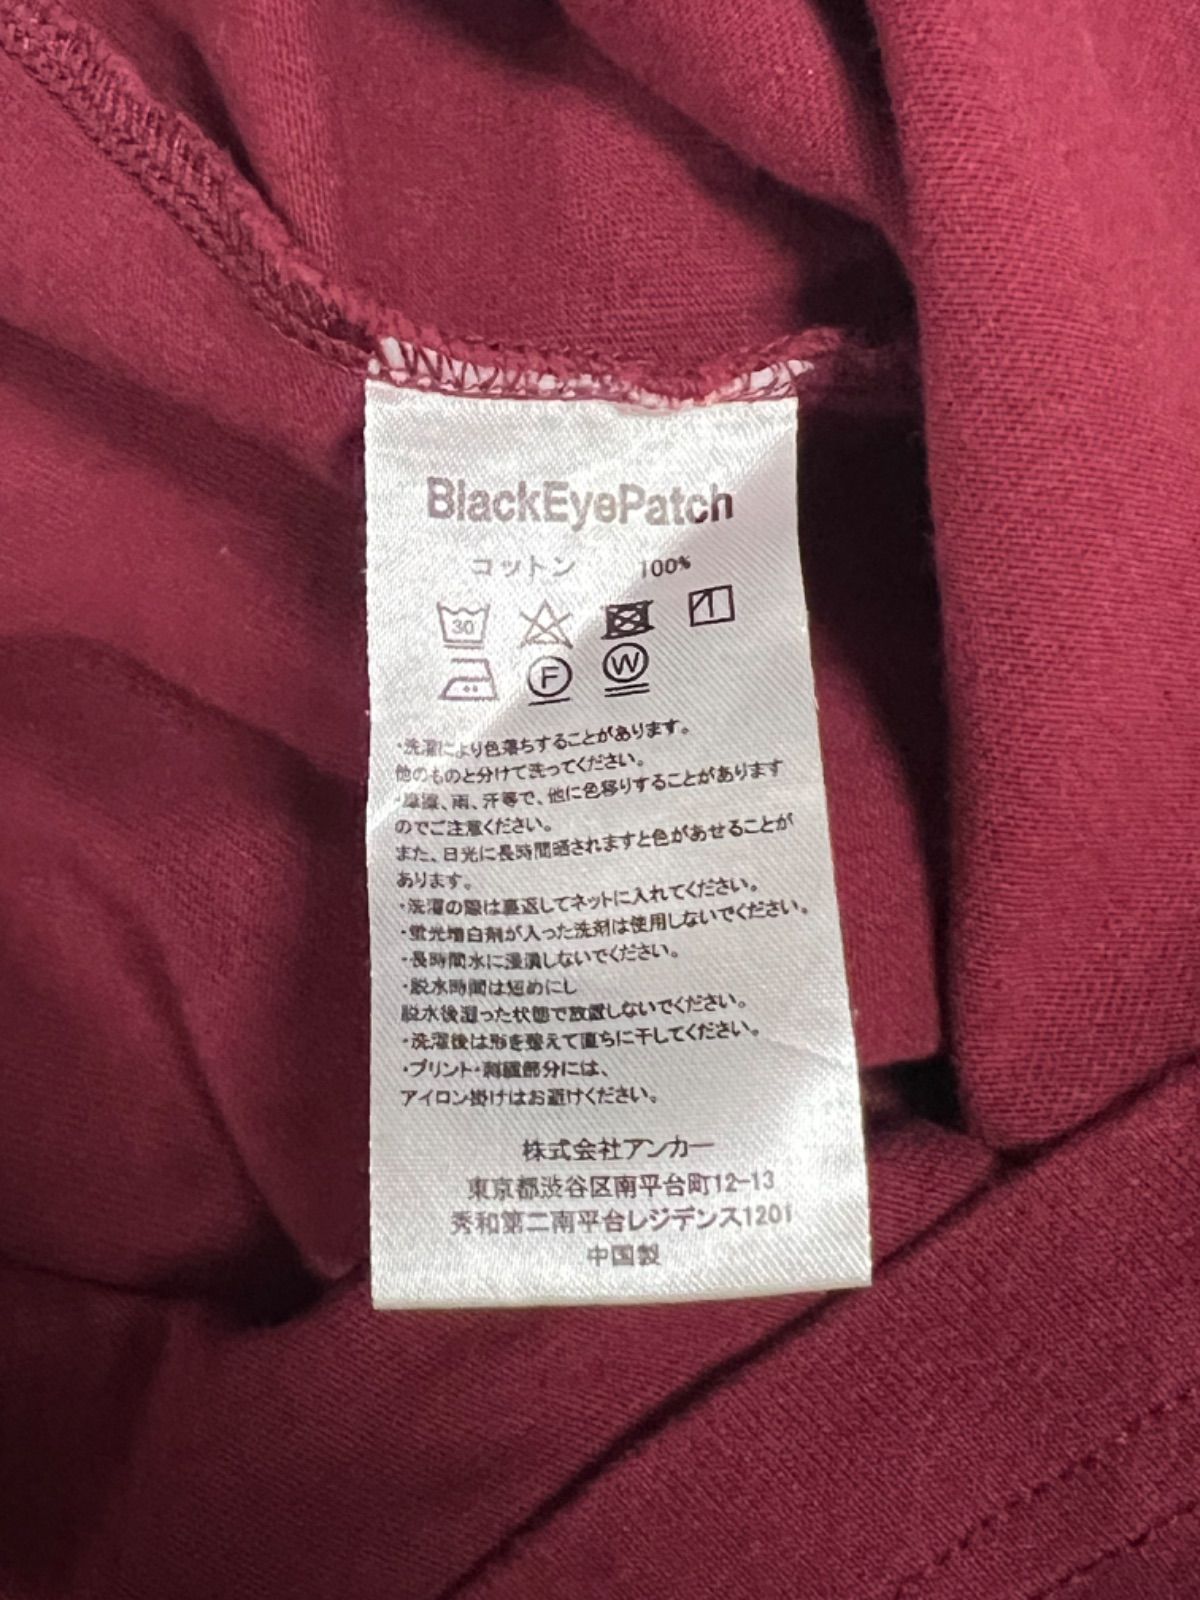 BlackEyePatch
コットン 100%
30
F W
・洗濯により色落ちすることがあります。
他のものと分けて洗ってください。
・摩擦、雨、汗等で、他に色移りすることがあります
のでご注意ください。
また、日光に長時間晒されますと色があせることが
あります。
・洗濯の際は裏返してネットに入れてください。
・蛍光増白剤が入った洗剤は使用しないでください。
・長時間水に浸漬しないでください。
・脱水時間は短めにし
脱水後湿った状態で放置しないでください。
・洗濯後は形を整えて直ちに干してください。
・プリント・刺繍部分には、
アイロン掛けはお避けください。
株式会社アンカー
東京都渋谷区南平台町12-13
秀和第二南平台レジデンス1201
中国製